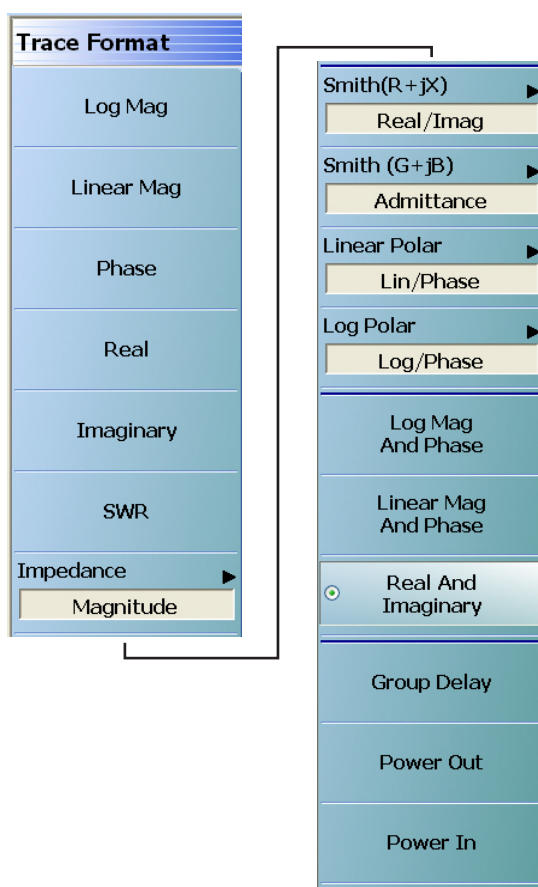 Trace Format
Log Mag
Linear Mag
Phase
Real
Imaginary
SWR
Impedance
Magnitude
Smith(R+jX)
Real/Imag
Smith (G+jB)
Admittance
Linear Polar
Lin/Phase
Log Polar
Log/Phase
Log Mag
And Phase
Linear Mag
And Phase
Real And
Imaginary
Group Delay
Power Out
Power In